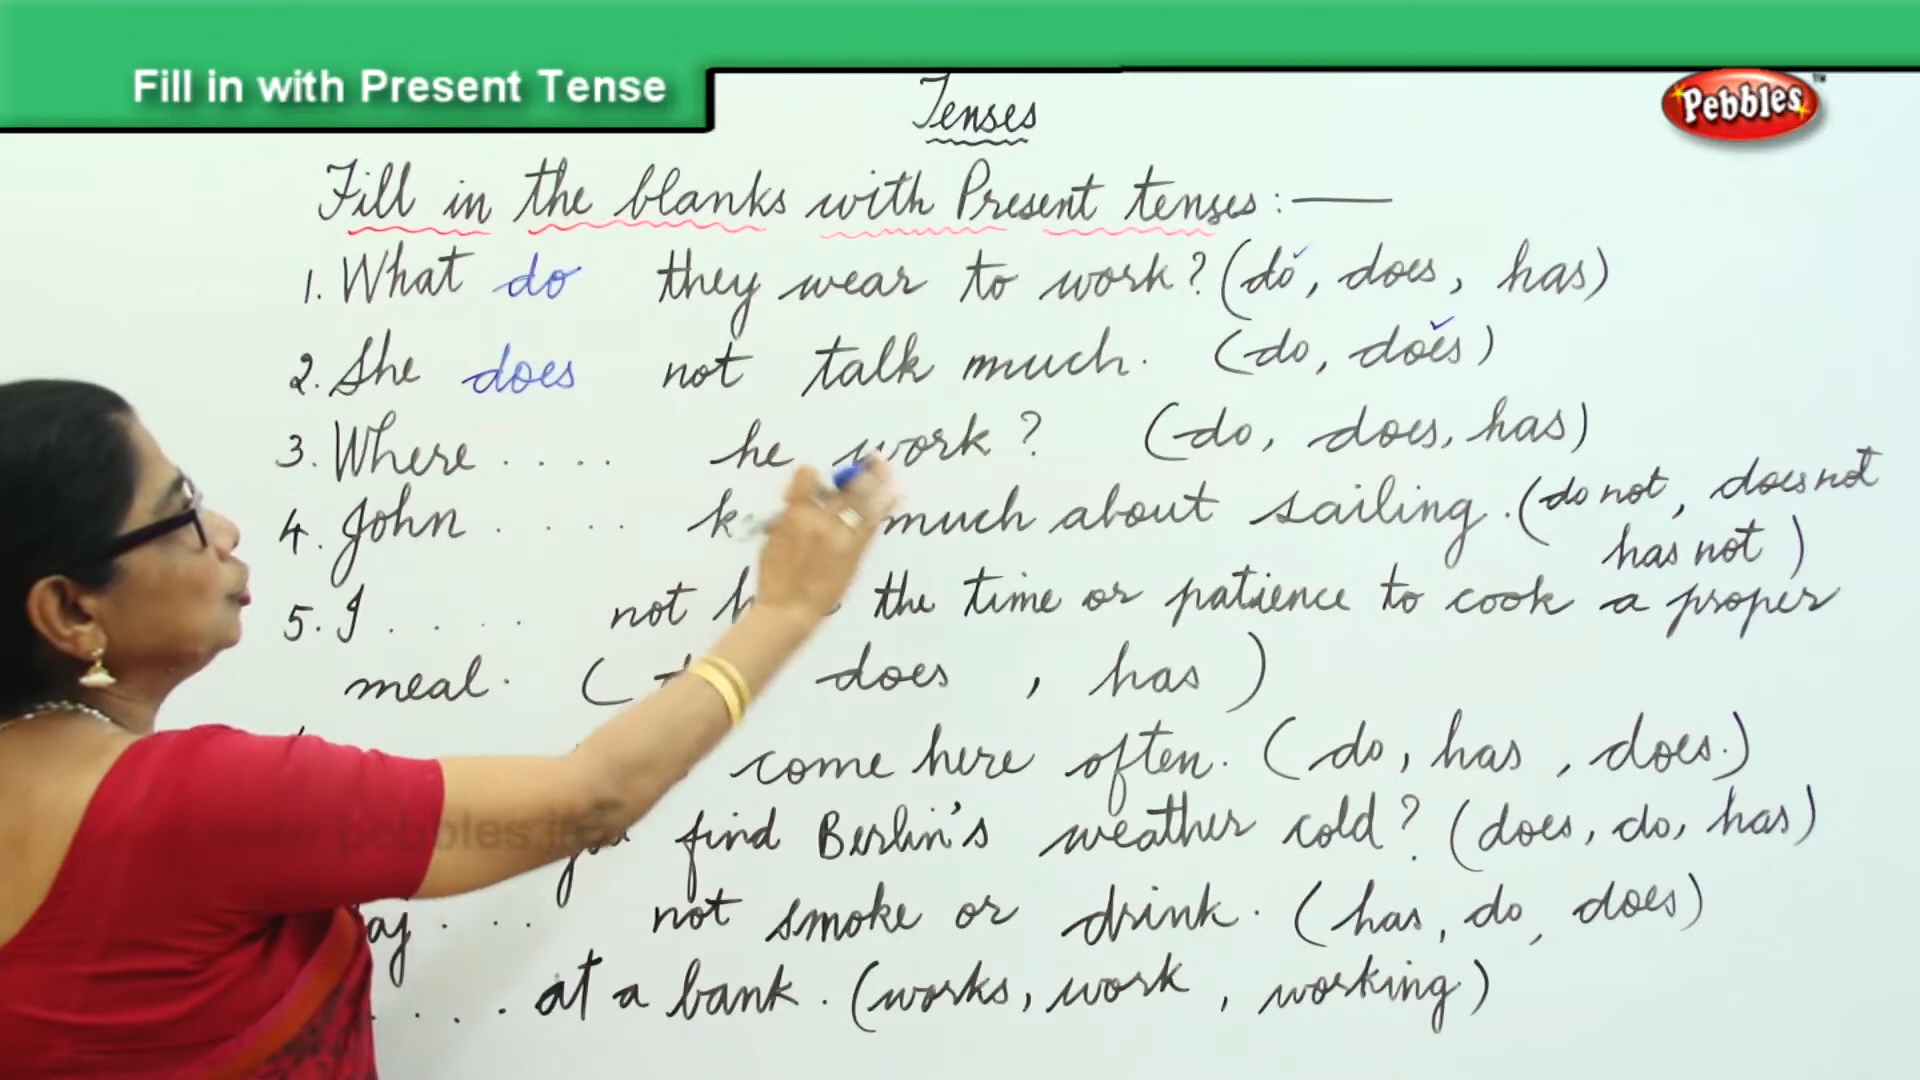 Fill in with Present Tense
Pebbles™
Tenses
Fill in the blanks with Present tenses :—
1. What do they wear to work? (do, does, has)
2. She does not talk much. (do, does)
3. Where .... he work? (do, does, has)
4. John .... much about sailing. (do not, does not
has not)
5. I .... not the time or patience to cook a proper
meal. ( does , has )
come here often. (do, has , does.)
find Berlin's weather cold? (does, do, has)
... not smoke or drink. (has, do, does)
.... at a bank. (works, work , working)
www.pebbles.in